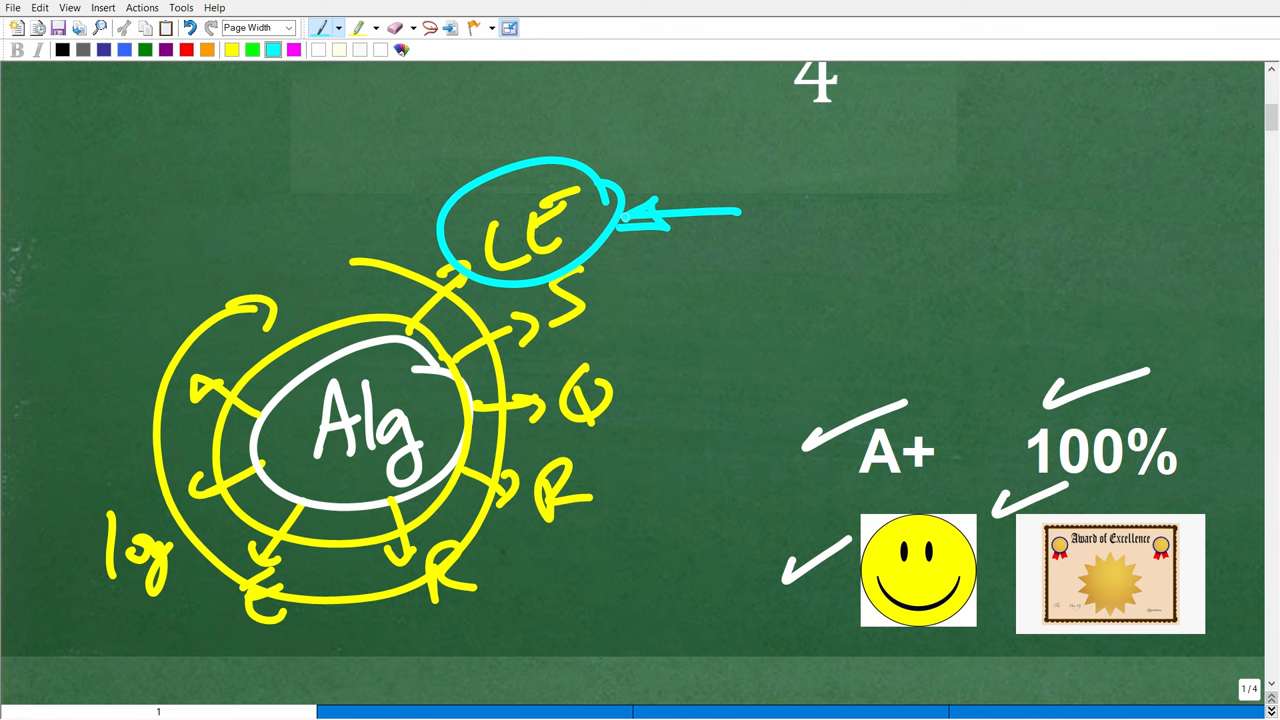 File Edit View Insert Actions Tools Help
Page Width
B I
4
LE
S
Q
Alg
R
R
E
log
A+ 100%
Award of Excellence
1/4
1